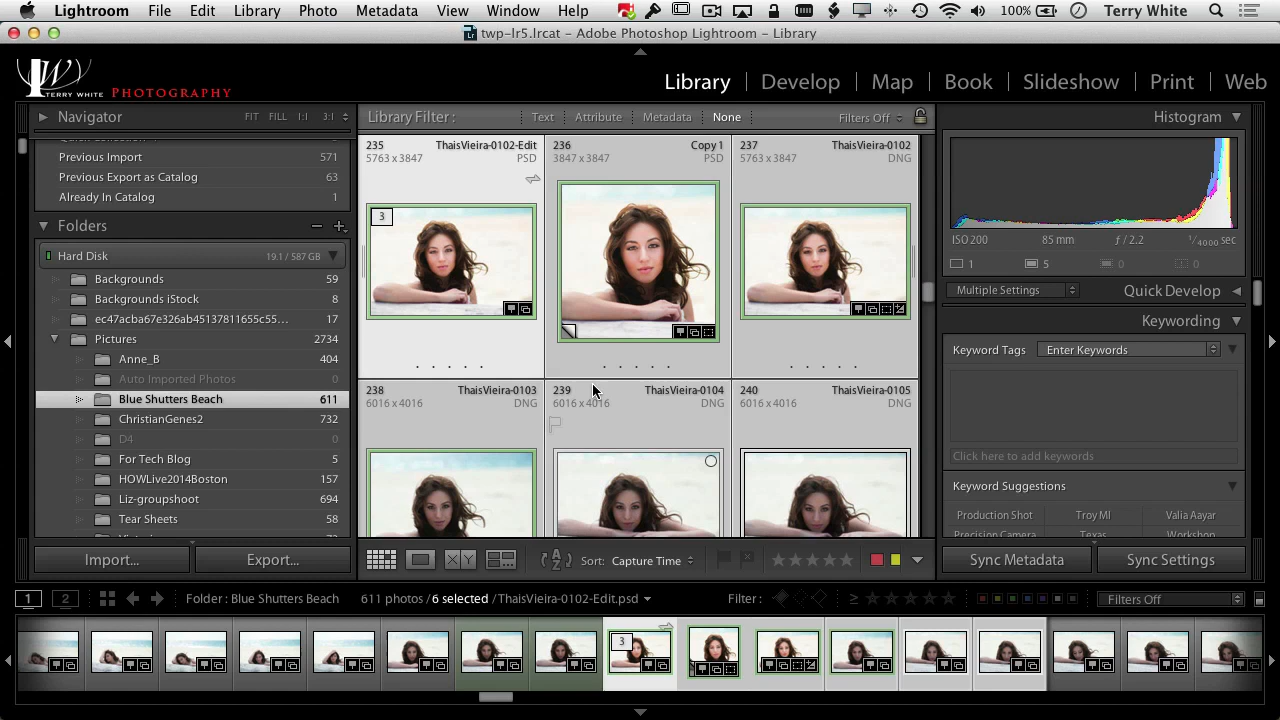 Lightroom File Edit Library Photo Metadata View Window Help 100% Terry White
twp-lr5.lrcat – Adobe Photoshop Lightroom – Library
TERRY WHITE PHOTOGRAPHY
Library | Develop | Map | Book | Slideshow | Print | Web
Navigator FIT FILL 1:1 3:1
Previous Import 571
Previous Export as Catalog 63
Already In Catalog 1
Folders
Hard Disk 19.1 / 587 GB
Backgrounds 59
Backgrounds iStock 8
ec47acba67e326ab45137811655c55... 17
Pictures 2734
Anne_B 404
Auto Imported Photos 0
Blue Shutters Beach 611
ChristianGenes2 732
D4 0
For Tech Blog 5
HOWLive2014Boston 157
Liz-groupshoot 694
Tear Sheets 58
Import... Export...
Library Filter : Text Attribute Metadata None Filters Off
235 ThaisVieira-0102-Edit
5763 x 3847 PSD
3
236 Copy 1
3847 x 3847 PSD
237 ThaisVieira-0102
5763 x 3847 DNG
238 ThaisVieira-0103
6016 x 4016 DNG
239 ThaisVieira-0104
6016 x 4016 DNG
240 ThaisVieira-0105
6016 x 4016 DNG
X Y A Z Sort: Capture Time
Histogram
ISO 200 85 mm ƒ / 2.2 1/4000 sec
1 5 0 0
Multiple Settings Quick Develop
Keywording
Keyword Tags Enter Keywords
Click here to add keywords
Keyword Suggestions
Production Shot Troy MI Valia Aayar
Precision Camera Texas Workshop
Sync Metadata Sync Settings
1 2 Folder : Blue Shutters Beach 611 photos / 6 selected / ThaisVieira-0102-Edit.psd Filter : ≥ Filters Off
3